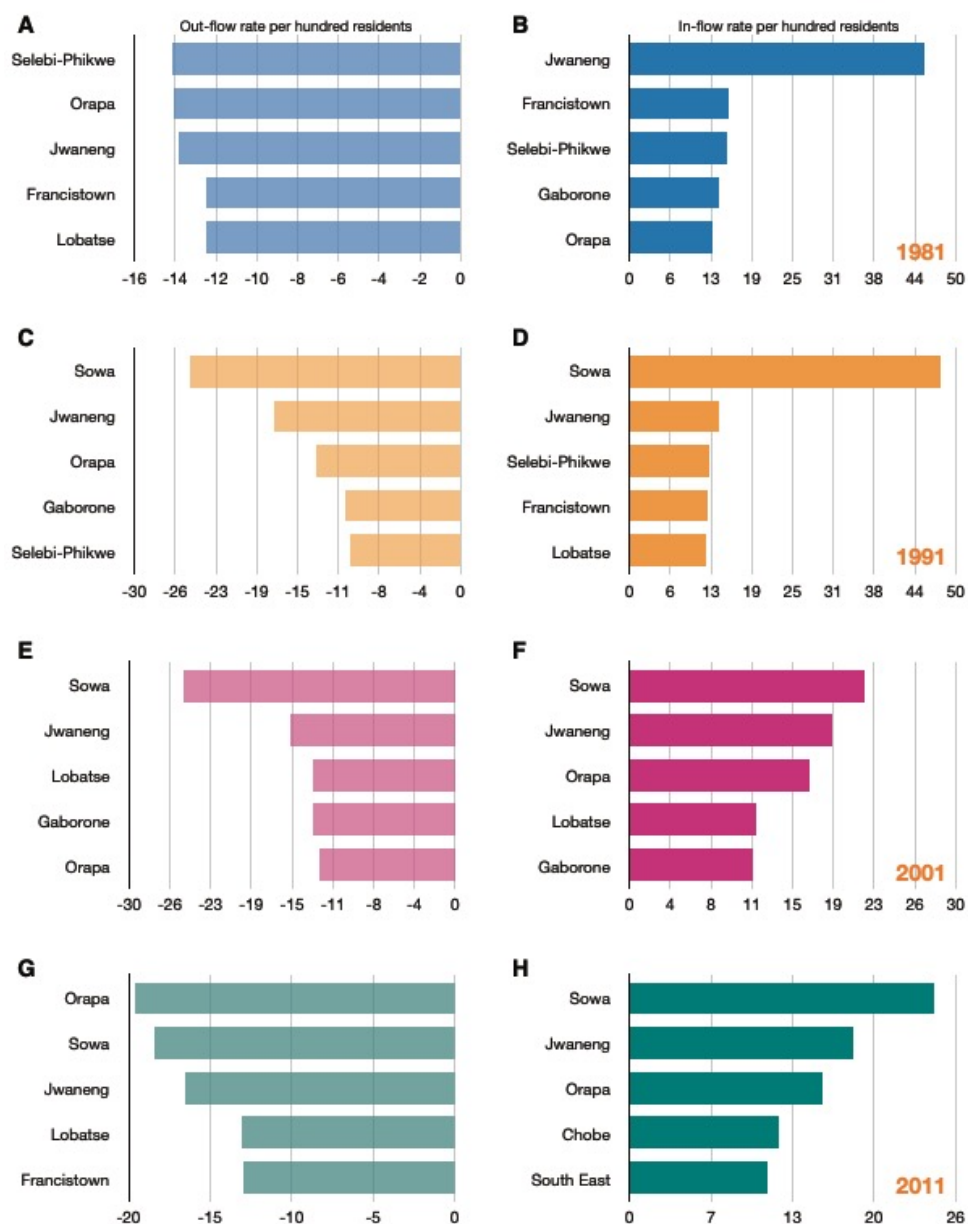 A
Out-flow rate per hundred residents
Selebi-Phikwe
Orapa
Jwaneng
Francistown
Lobatse
-16 -14 -12 -10 -8 -6 -4 -2 0
B
In-flow rate per hundred residents
Jwaneng
Francistown
Selebi-Phikwe
Gaborone
Orapa
1981
0 6 13 19 25 31 38 44 50
C
Sowa
Jwaneng
Orapa
Gaborone
Selebi-Phikwe
-30 -26 -23 -19 -15 -11 -8 -4 0
D
Sowa
Jwaneng
Selebi-Phikwe
Francistown
Lobatse
1991
0 6 13 19 25 31 38 44 50
E
Sowa
Jwaneng
Lobatse
Gaborone
Orapa
-30 -26 -23 -19 -15 -11 -8 -4 0
F
Sowa
Jwaneng
Orapa
Lobatse
Gaborone
2001
0 4 8 11 15 19 23 26 30
G
Orapa
Sowa
Jwaneng
Lobatse
Francistown
-20 -15 -10 -5 0
H
Sowa
Jwaneng
Orapa
Chobe
South East
2011
0 7 13 20 26